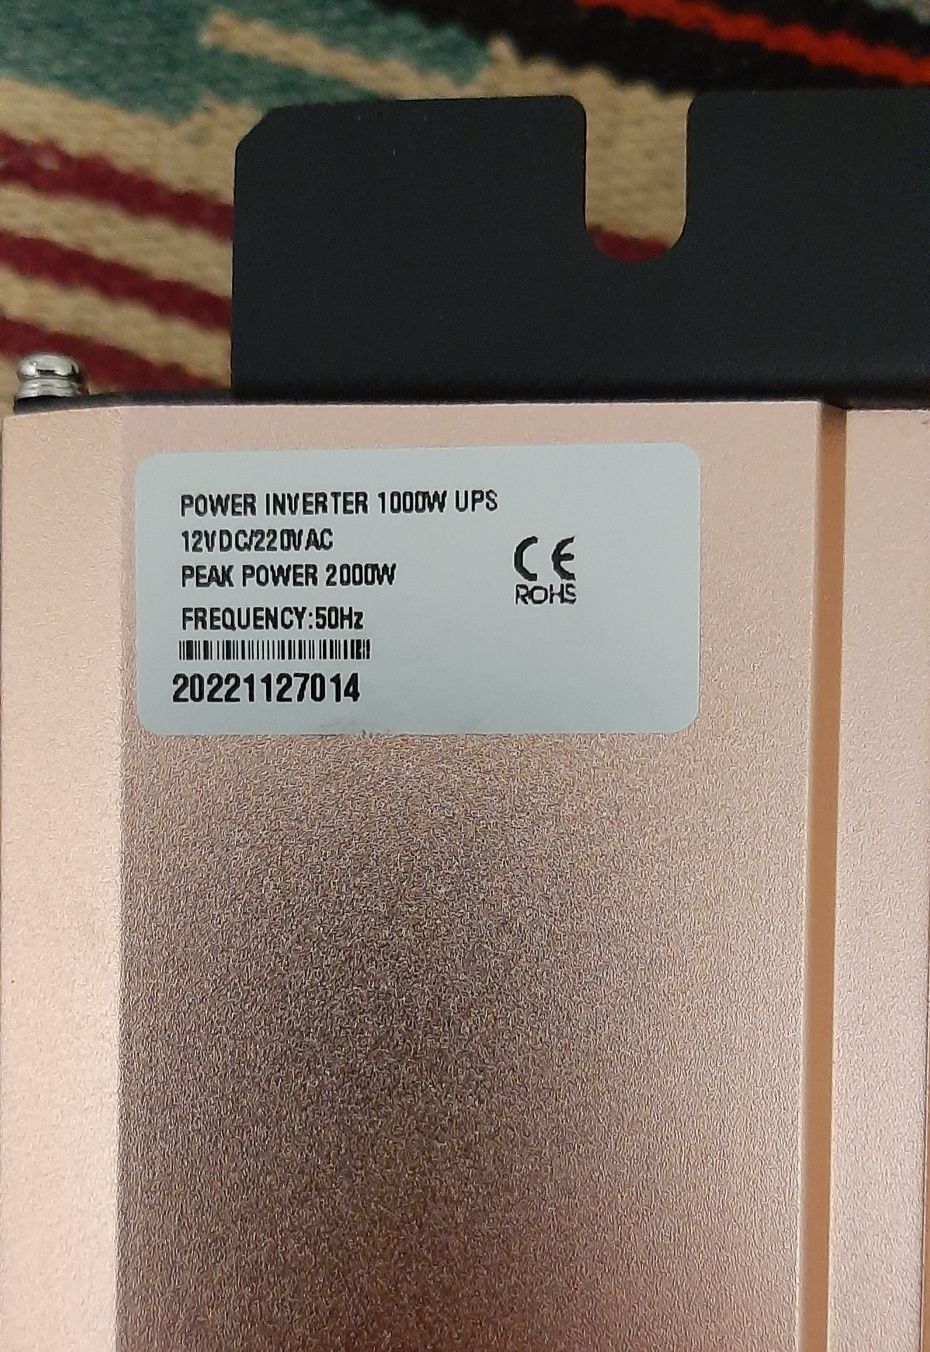 POWER INVERTER 1000W UPS
12VDC/220VAC
PEAK POWER 2000W
FREQUENCY:50Hz
20221127014
CE
ROHS